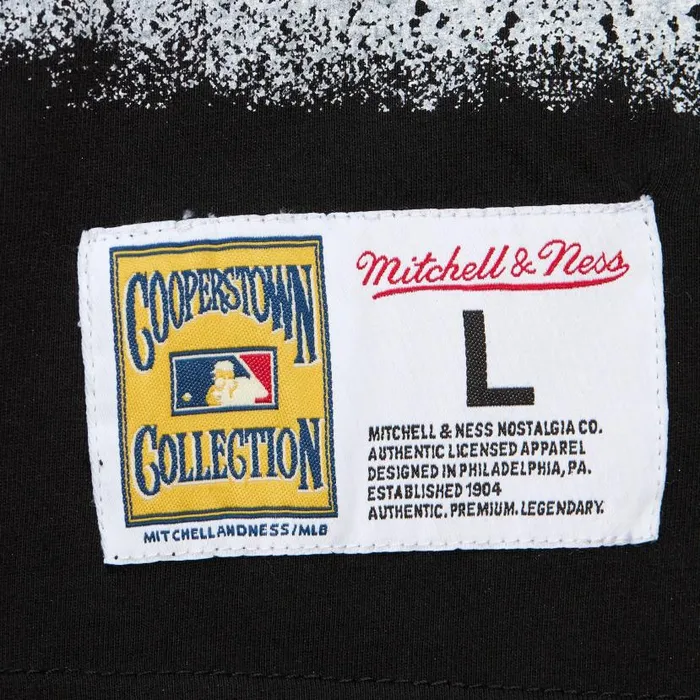 COOPERSTOWN
COLLECTION
MITCHELLANDNESS/MLB
Mitchell & Ness
L
MITCHELL & NESS NOSTALGIA CO.
AUTHENTIC LICENSED APPAREL
DESIGNED IN PHILADELPHIA, PA.
ESTABLISHED 1904
AUTHENTIC. PREMIUM. LEGENDARY.